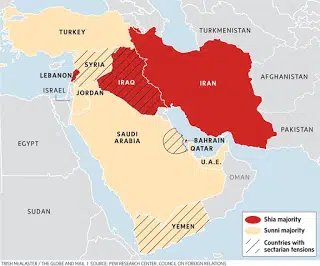 TURKMENISTAN
TURKEY
SYRIA
LEBANON
IRAQ
IRAN
AFGHANISTAN
ISRAEL
JORDAN
PAKISTAN
EGYPT
SAUDI
ARABIA
BAHRAIN
QATAR
U.A.E.
OMAN
SUDAN
YEMEN
Shia majority
Sunni majority
Countries with
sectarian tensions
TRISH McALASTER / THE GLOBE AND MAIL | SOURCE: PEW RESEARCH CENTER, COUNCIL ON FOREIGN RELATIONS